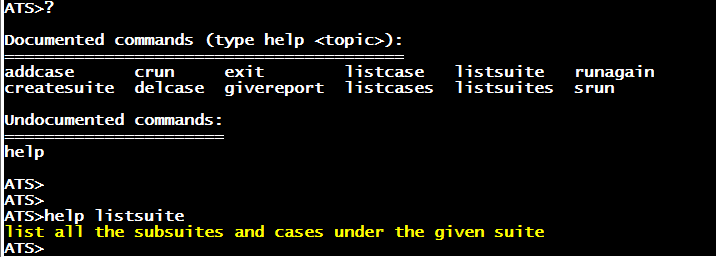 ATS>?
Documented commands (type help <topic>):
========================================
addcase crun exit listcase listsuite runagain
createsuite delcase givereport listcases listsuites srun
Undocumented commands:
======================
help
ATS>
ATS>
ATS>help listsuite
list all the subsuites and cases under the given suite
ATS>